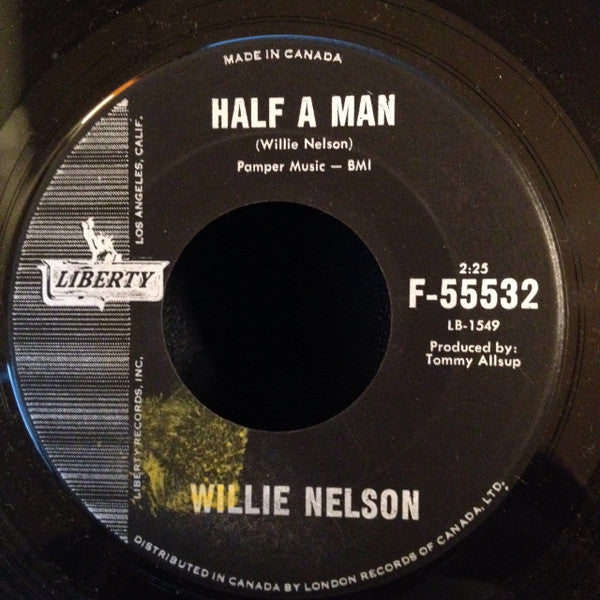 MADE IN CANADA
HALF A MAN
(Willie Nelson)
Pamper Music — BMI
LOS ANGELES, CALIF.
LIBERTY
LIBERTY RECORDS, INC.
2:25
F-55532
LB-1549
Produced by:
Tommy Allsup
WILLIE NELSON
DISTRIBUTED IN CANADA BY LONDON RECORDS OF CANADA, LTD.